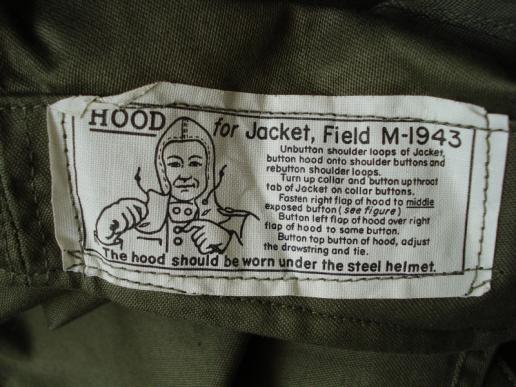 HOOD for Jacket, Field M-1943
Unbutton shoulder loops of Jacket,
button hood onto shoulder buttons and
rebutton shoulder loops.
Turn up collar and button up throat
tab of Jacket on collar buttons.
Fasten right flap of hood to middle
exposed button (see figure)
Button left flap of hood over right
flap of hood to same button.
Button top button of hood, adjust
the drawstring and tie.
The hood should be worn under the steel helmet.